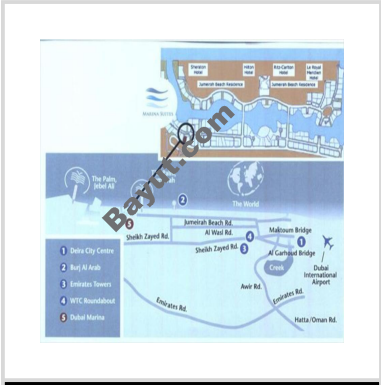 Sheraton
Hotel
Hilton
Hotel
Ritz Carlton
Hotel
Le Royal
Meridien
Hotel
Jumeirah Beach Residence
Jumeirah Beach Residence
MARINA SUITES
Bayut.com
The Palm,
Jebel Ali
The World
2
5
Jumeirah Beach Rd.
Al Wasl Rd.
Sheikh Zayed Rd.
Sheikh Zayed Rd.
4
3
Maktoum Bridge
1
Al Garhoud Bridge
Creek
Dubai
International
Airport
Awir Rd.
Emirates Rd.
Emirates Rd.
Hatta/Oman Rd.
1 Deira City Centre
2 Burj Al Arab
3 Emirates Towers
4 WTC Roundabout
5 Dubai Marina